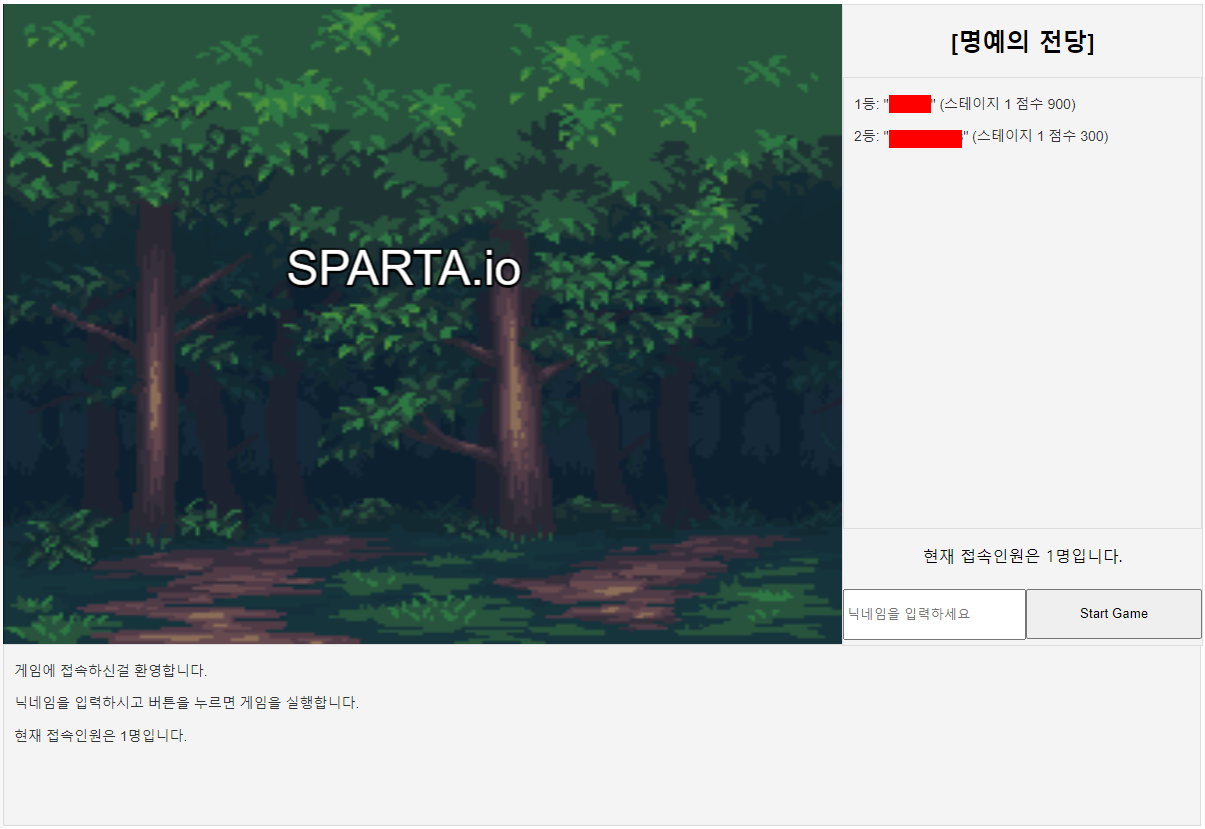 SPARTA.io
[명예의 전당]
1등: "" (스테이지 1 점수 900)
2등: "" (스테이지 1 점수 300)
현재 접속인원은 1명입니다.
닉네임을 입력하세요 Start Game
게임에 접속하신걸 환영합니다.
닉네임을 입력하시고 버튼을 누르면 게임을 실행합니다.
현재 접속인원은 1명입니다.